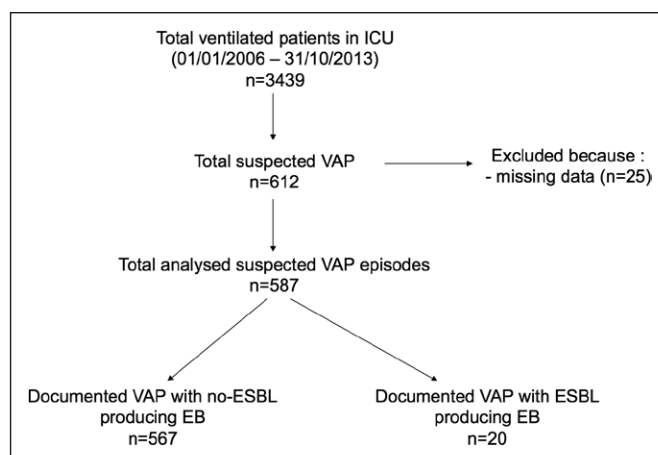 Total ventilated patients in ICU
(01/01/2006 – 31/10/2013)
n=3439
Total suspected VAP
n=612
Excluded because :
- missing data (n=25)
Total analysed suspected VAP episodes
n=587
Documented VAP with no-ESBL
producing EB
n=567
Documented VAP with ESBL
producing EB
n=20